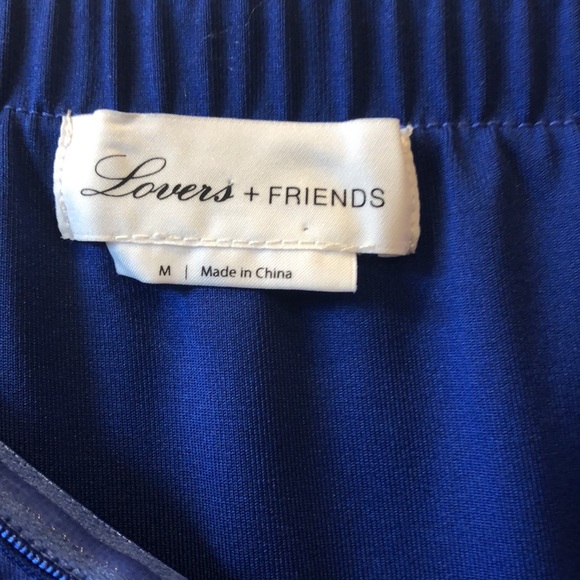 Lovers + FRIENDS
M | Made in China